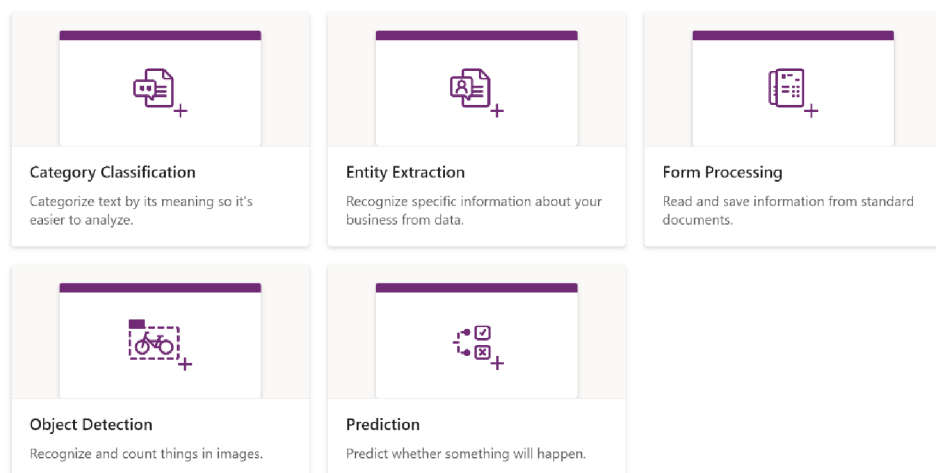 Category Classification
Categorize text by its meaning so it's
easier to analyze.
Entity Extraction
Recognize specific information about your
business from data.
Form Processing
Read and save information from standard
documents.
Object Detection
Recognize and count things in images.
Prediction
Predict whether something will happen.